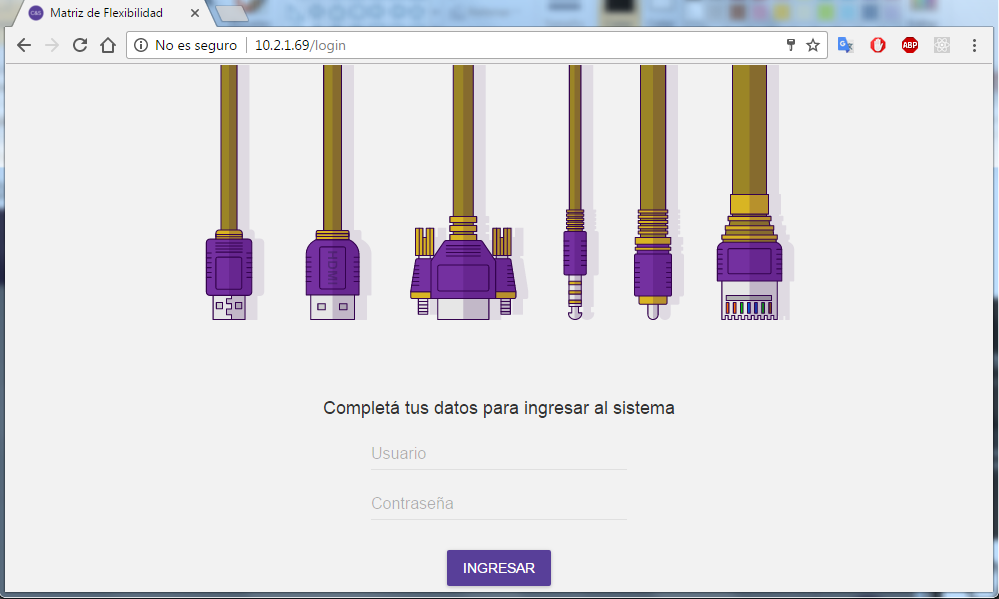 C&S Matriz de Flexibilidad
No es seguro 10.2.1.69/login
ABP
HDMI
Completá tus datos para ingresar al sistema
Usuario
Contraseña
INGRESAR